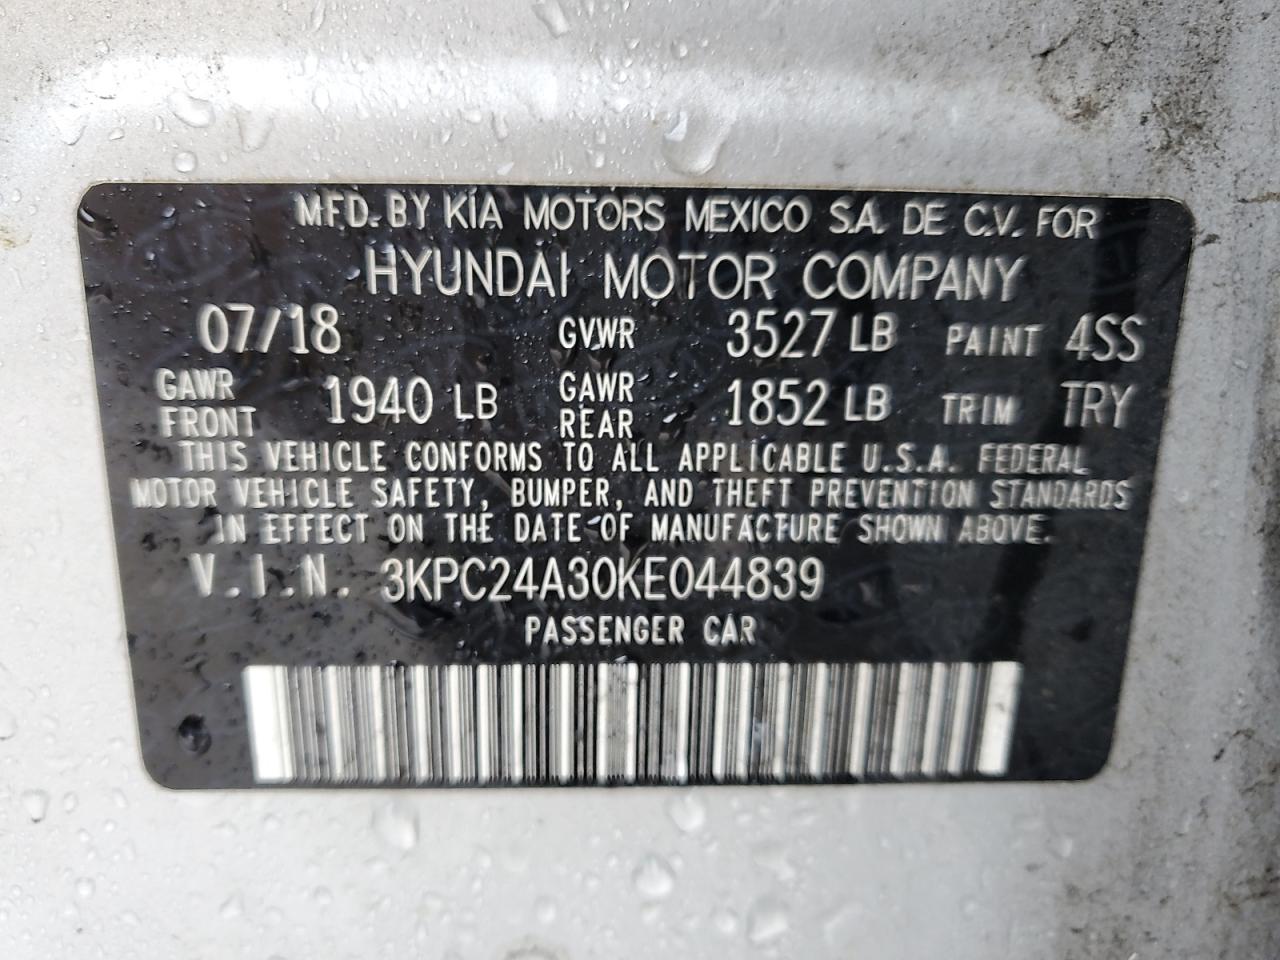 MFD. BY KIA MOTORS MEXICO S.A. DE C.V. FOR
HYUNDAI MOTOR COMPANY
07/18 GVWR 3527 LB PAINT 4SS
GAWR FRONT 1940 LB GAWR REAR 1852 LB TRIM TRY
THIS VEHICLE CONFORMS TO ALL APPLICABLE U.S.A. FEDERAL
MOTOR VEHICLE SAFETY, BUMPER, AND THEFT PREVENTION STANDARDS
IN EFFECT ON THE DATE OF MANUFACTURE SHOWN ABOVE.
V.I.N. 3KPC24A30KE044839
PASSENGER CAR